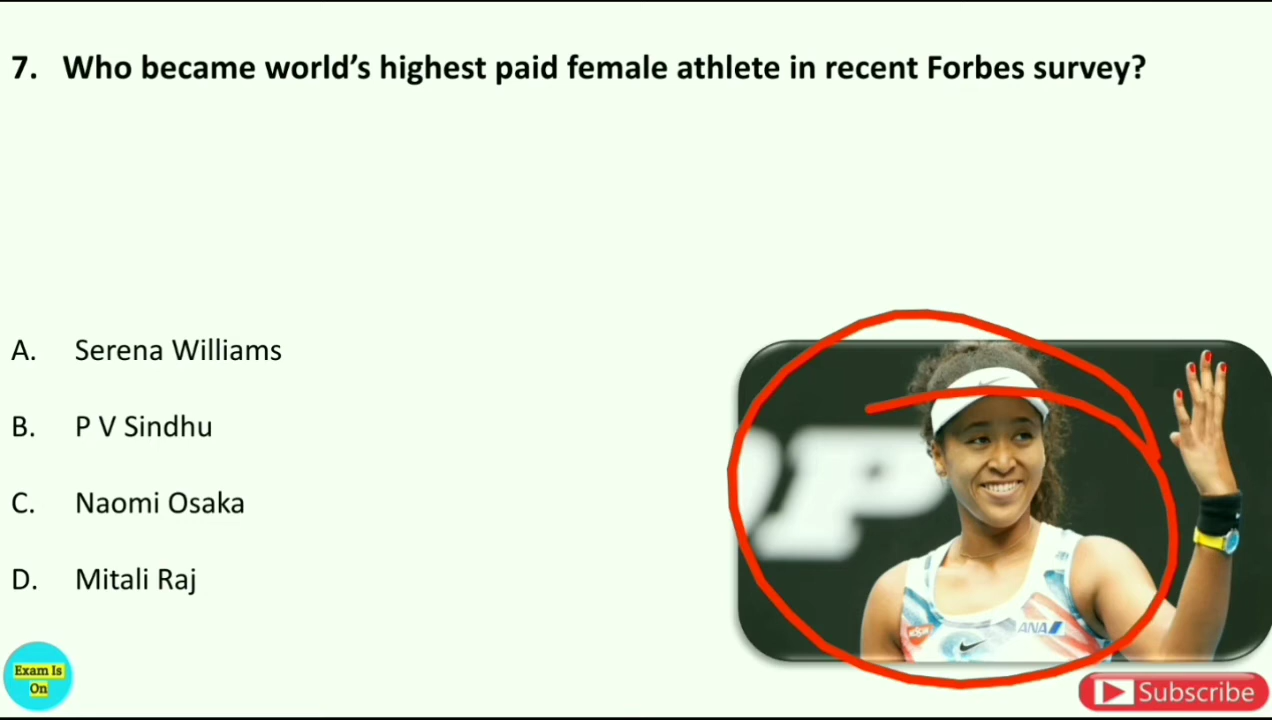 7. Who became world's highest paid female athlete in recent Forbes survey?
A. Serena Williams
B. P V Sindhu
C. Naomi Osaka
D. Mitali Raj
ANA
Exam Is
On
Subscribe